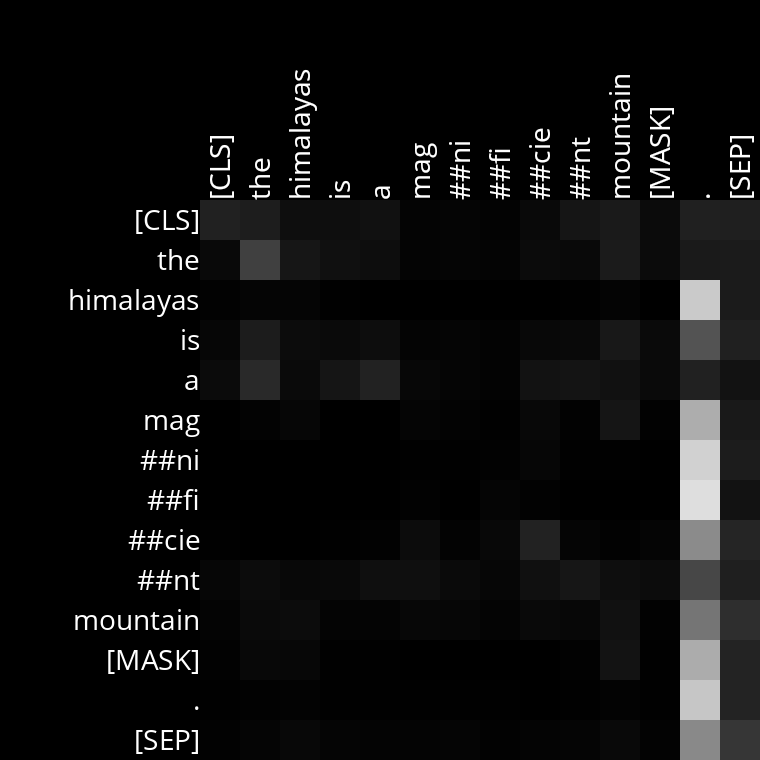 [CLS] the himalayas is a mag ##ni ##fi ##cie ##nt mountain [MASK] . [SEP]
[CLS]
the
himalayas
is
a
mag
##ni
##fi
##cie
##nt
mountain
[MASK]
.
[SEP]